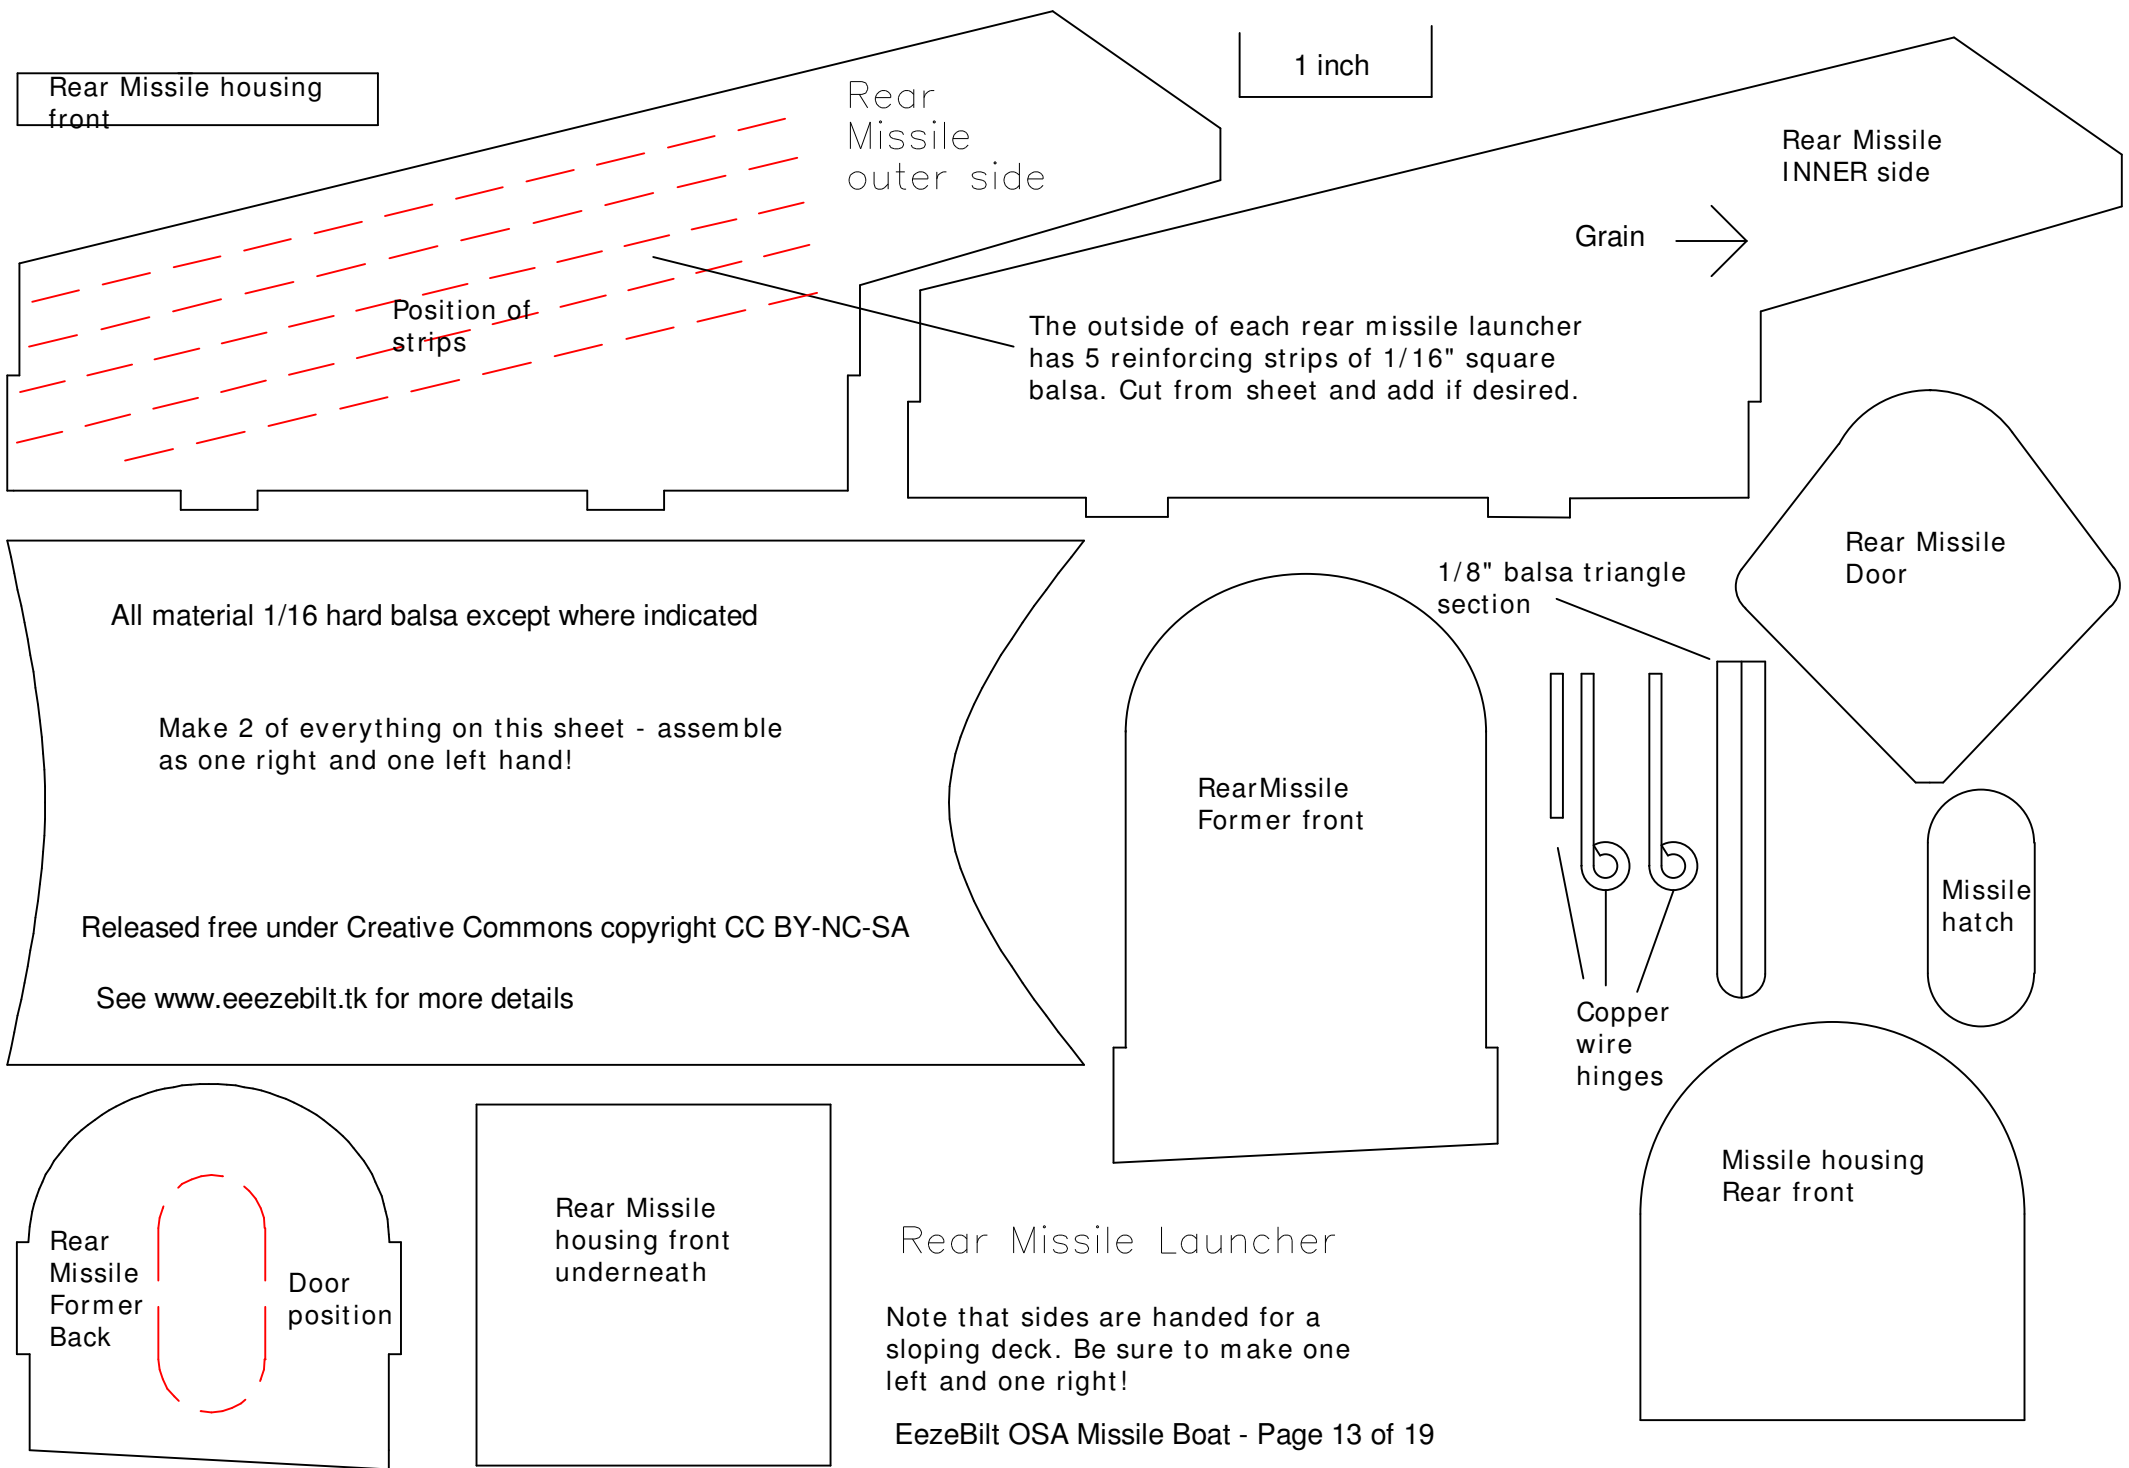 Rear Missile housing
front
Rear
Missile
outer side
1 inch
Rear Missile
INNER side
Grain
Position of
strips
The outside of each rear missile launcher
has 5 reinforcing strips of 1/16" square
balsa. Cut from sheet and add if desired.
Rear Missile
Door
1/8" balsa triangle
section
All material 1/16 hard balsa except where indicated
Make 2 of everything on this sheet - assemble
as one right and one left hand!
RearMissile
Former front
Missile
hatch
Released free under Creative Commons copyright CC BY-NC-SA
See www.eeezebilt.tk for more details
Copper
wire
hinges
Missile housing
Rear front
Rear Missile
housing front
underneath
Rear
Missile
Former
Back
Door
position
Rear Missile Launcher
Note that sides are handed for a
sloping deck. Be sure to make one
left and one right!
EezeBilt OSA Missile Boat - Page 13 of 19